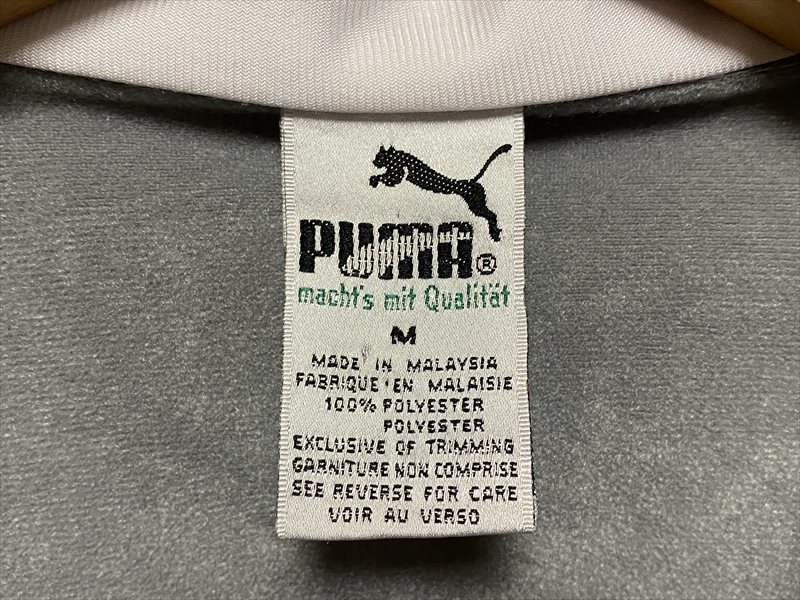 PUMA®
macht's mit Qualität
M
MADE IN MALAYSIA
FABRIQUE EN MALAISIE
100% POLYESTER
POLYESTER
EXCLUSIVE OF TRIMMING
GARNITURE NON COMPRISE
SEE REVERSE FOR CARE
VOIR AU VERSO